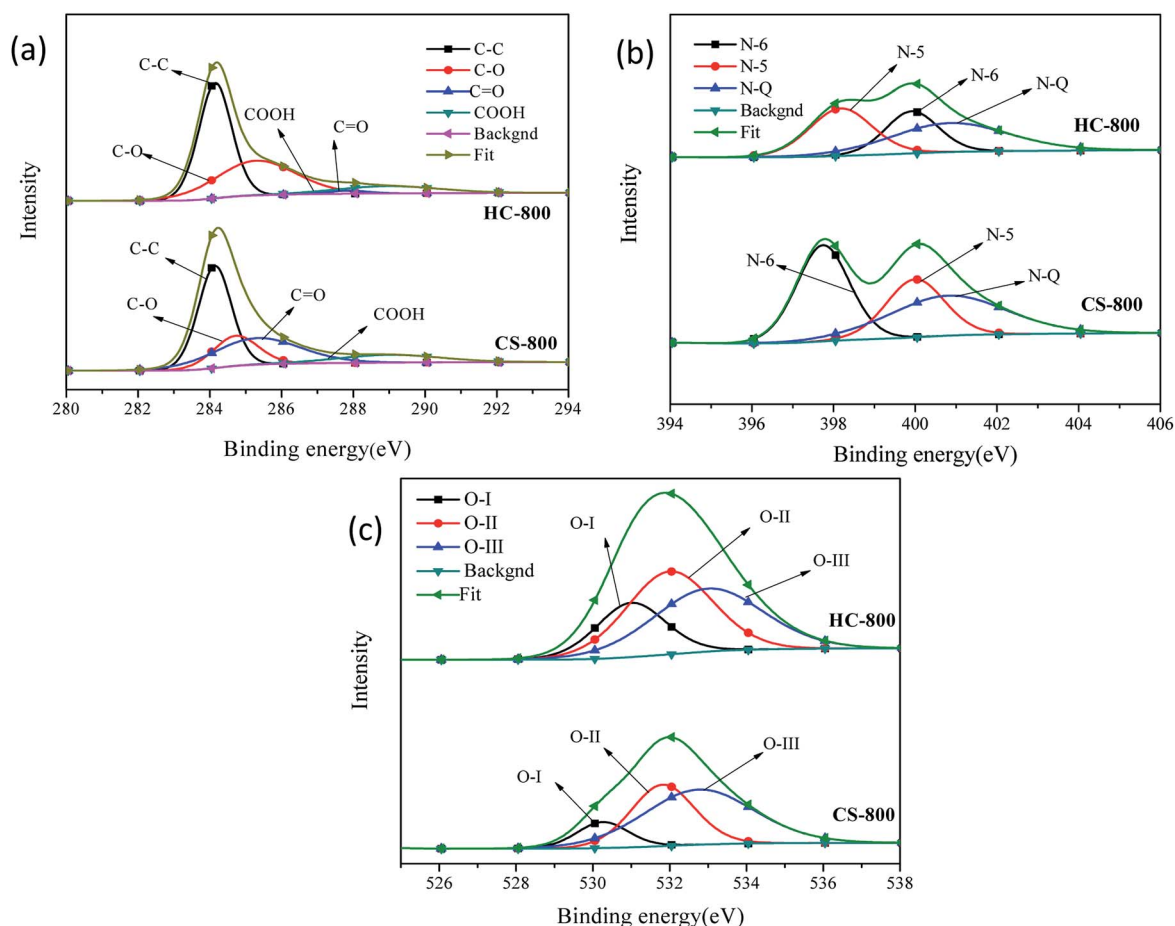 (a)
C-C
C-O
C=O
COOH
Backgnd
Fit
C-C
C-O
COOH
C=O
HC-800
C-C
C-O
C=O
COOH
CS-800
Intensity
280 282 284 286 288 290 292 294
Binding energy(eV)
(b)
N-6
N-5
N-Q
Backgnd
Fit
N-5
N-6
N-Q
HC-800
N-6
N-5
N-Q
CS-800
Intensity
394 396 398 400 402 404 406
Binding energy(eV)
(c)
O-I
O-II
O-III
Backgnd
Fit
O-I
O-II
O-III
HC-800
O-I
O-II
O-III
CS-800
Intensity
526 528 530 532 534 536 538
Binding energy(eV)